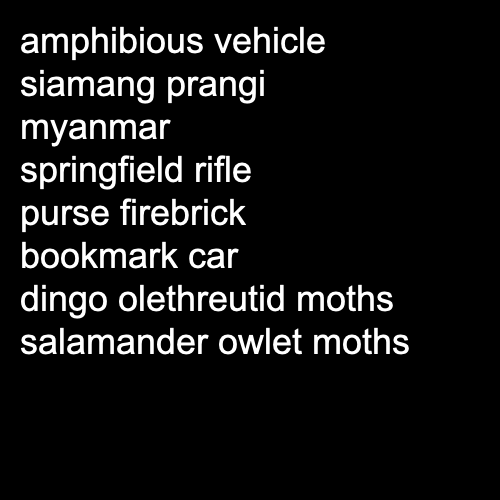 amphibious vehicle
siamang prangi
myanmar
springfield rifle
purse firebrick
bookmark car
dingo olethreutid moths
salamander owlet moths